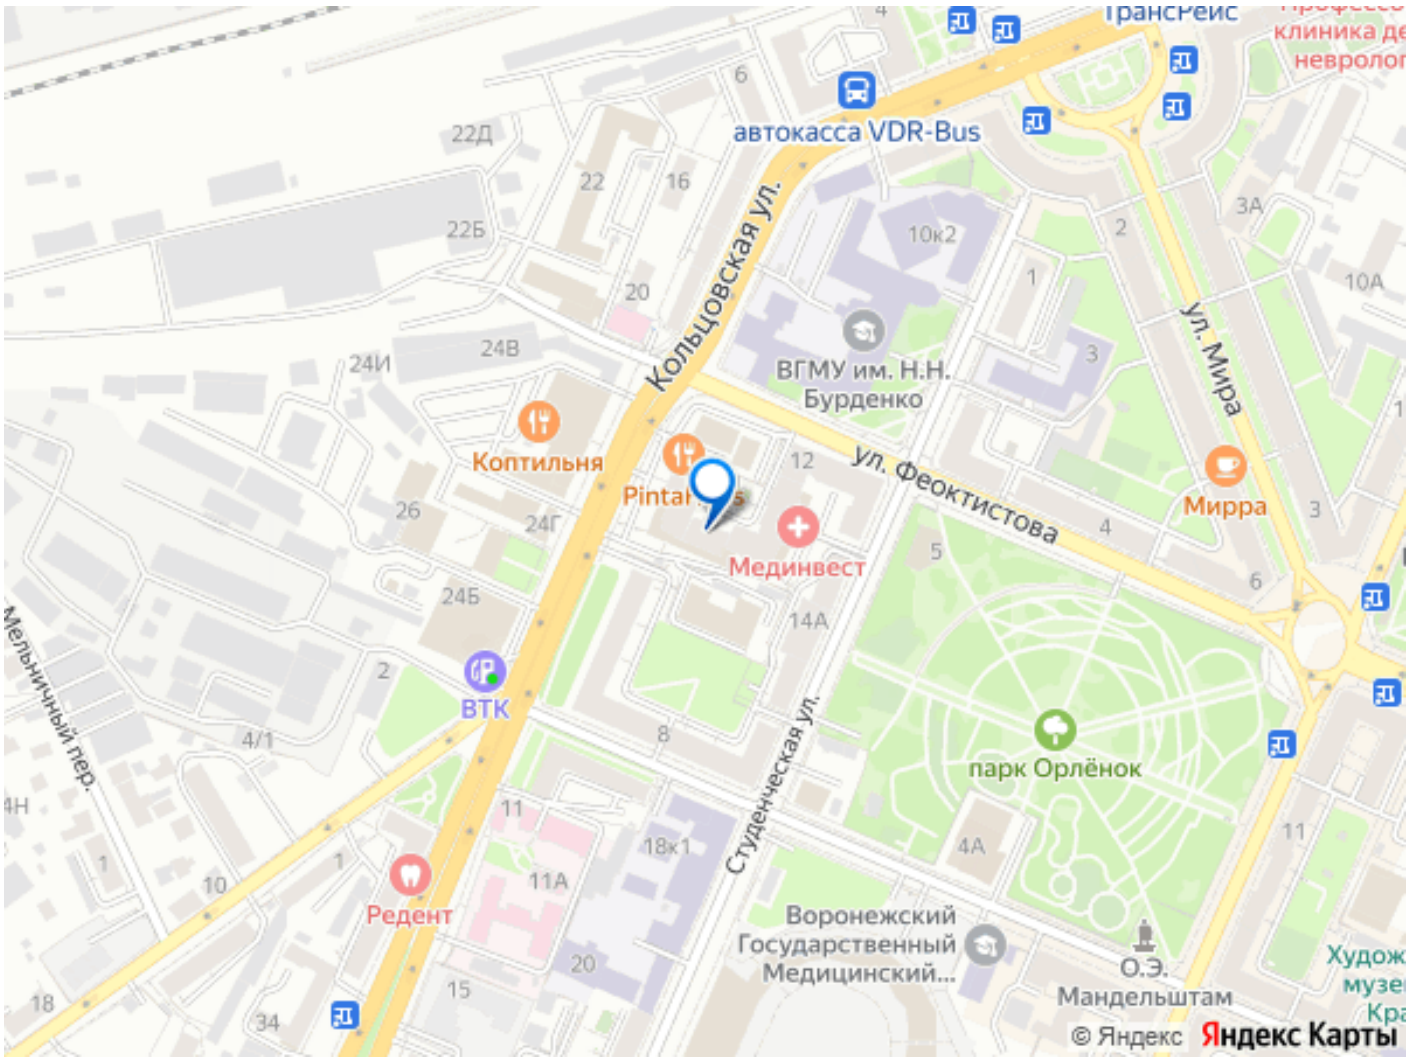 ТрансРейс
клиника де
невролог
4
6
автокасса VDR-Bus
22Д
22
16
3А
2
22Б
10к2
1
10А
20
Кольцовская ул.
ул. Мира
24В
24И
3
ВГМУ им. Н.Н.
Бурденко
Коптильня
12
ул. Феоктистова
Мирра
26
24Г
3
4
5
6
Мединвест
24Б
14А
Мельничный пер.
2
ВТК
4/1
8
Студенческая ул.
парк Орлёнок
4Н
11
18к1
4А
11
1
1
10
11А
Редент
Воронежский
Государственный
Медицинский...
20
15
18
34
О.Э.
Мандельштам
Худож
музе
Кра
© Яндекс Яндекс Карты